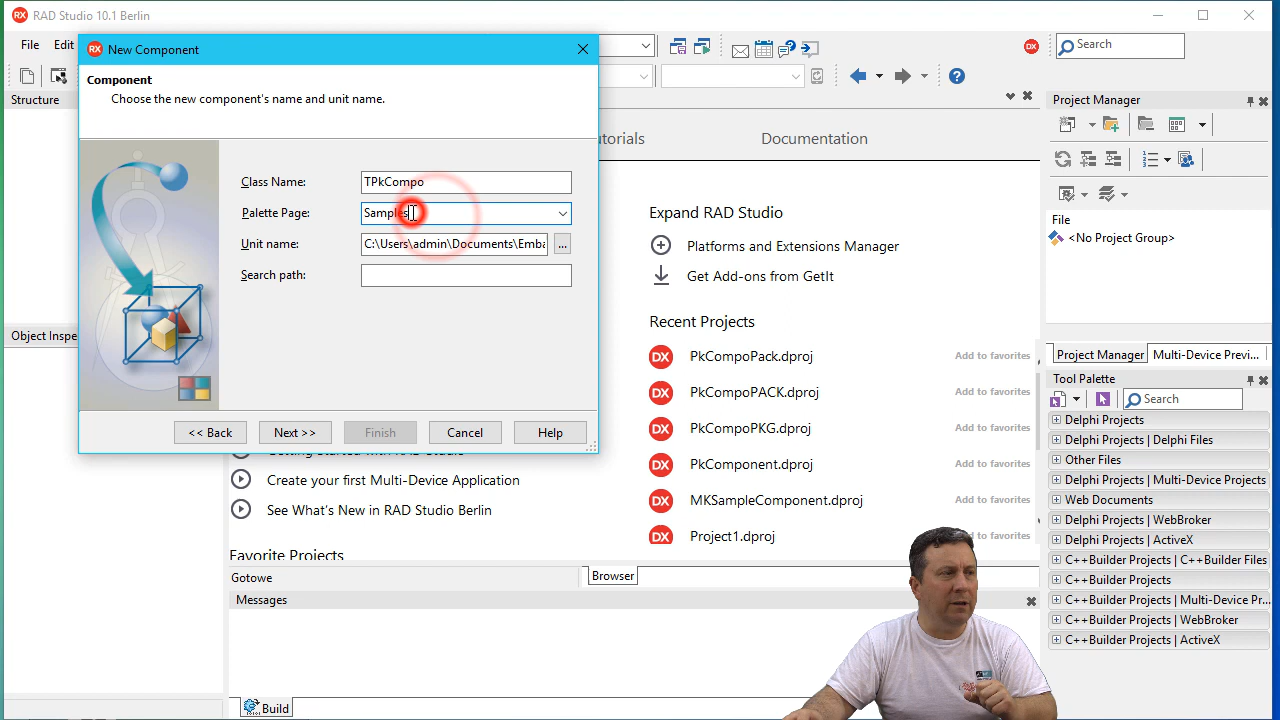 RAD Studio 10.1 Berlin
File Edit
Search
Structure
New Component
Component
Choose the new component's name and unit name.
Class Name: TPkCompo
Palette Page: Samples
Unit name: C:\Users\admin\Documents\Emba ...
Search path:
<< Back Next >> Finish Cancel Help
Object Inspe
Documentation
Expand RAD Studio
Platforms and Extensions Manager
Get Add-ons from GetIt
Recent Projects
PkCompoPack.dproj Add to favorites
PkCompoPACK.dproj Add to favorites
PkCompoPKG.dproj Add to favorites
PkComponent.dproj Add to favorites
MKSampleComponent.dproj Add to favorites
Project1.dproj Add to favorites
Create your first Multi-Device Application
See What's New in RAD Studio Berlin
Favorite Projects
Gotowe
Browser
Messages
Build
Project Manager
File
<No Project Group>
Project Manager Multi-Device Previ...
Tool Palette
Search
Delphi Projects
Delphi Projects | Delphi Files
Other Files
Delphi Projects | Multi-Device Projects
Web Documents
Delphi Projects | WebBroker
Delphi Projects | ActiveX
C++Builder Projects | C++Builder Files
C++Builder Projects
C++Builder Projects | Multi-Device Pr...
C++Builder Projects | WebBroker
C++Builder Projects | ActiveX